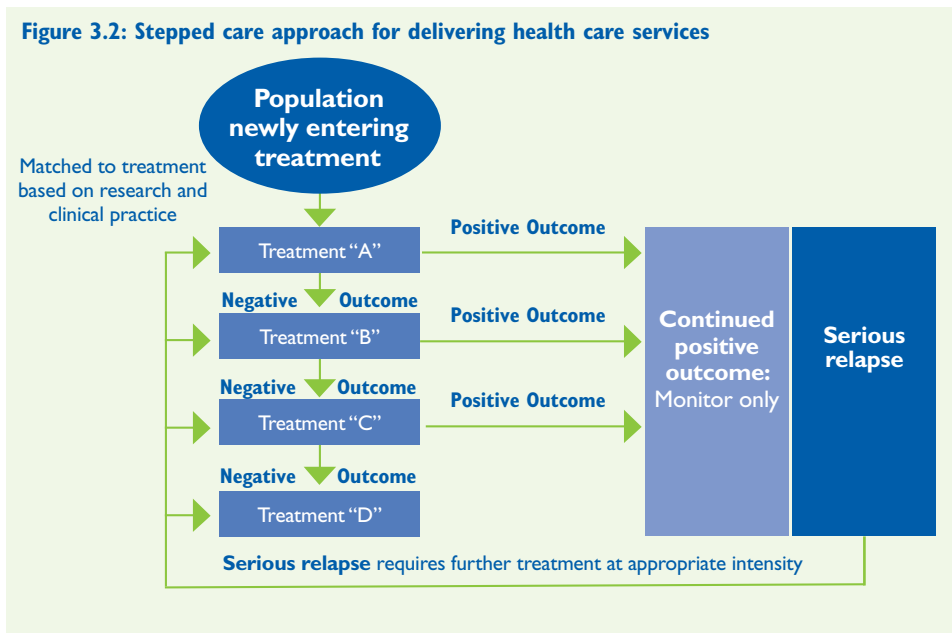 Figure 3.2: Stepped care approach for delivering health care services
Population
newly entering
treatment
Matched to treatment
based on research and
clinical practice
Treatment “A”
Positive Outcome
Negative Outcome
Treatment “B”
Positive Outcome
Negative Outcome
Treatment “C”
Positive Outcome
Negative Outcome
Treatment “D”
Continued
positive
outcome:
Monitor only
Serious
relapse
Serious relapse requires further treatment at appropriate intensity